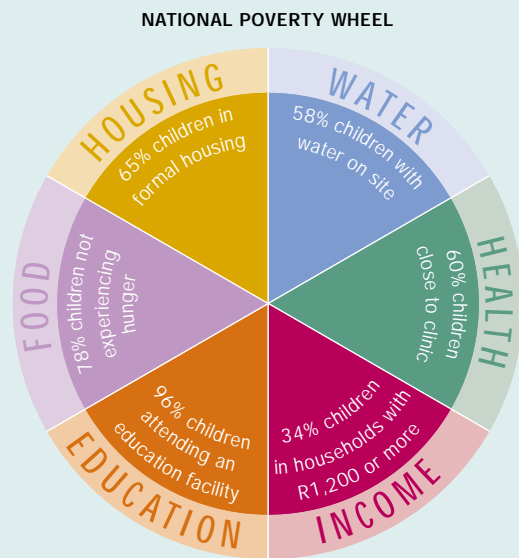 NATIONAL POVERTY WHEEL
HOUSING
65% children in
formal housing
WATER
58% children with
water on site
HEALTH
60% children
close to clinic
INCOME
34% children
in households with
R1,200 or more
EDUCATION
96% children
attending an
education facility
FOOD
78% children not
experiencing
hunger